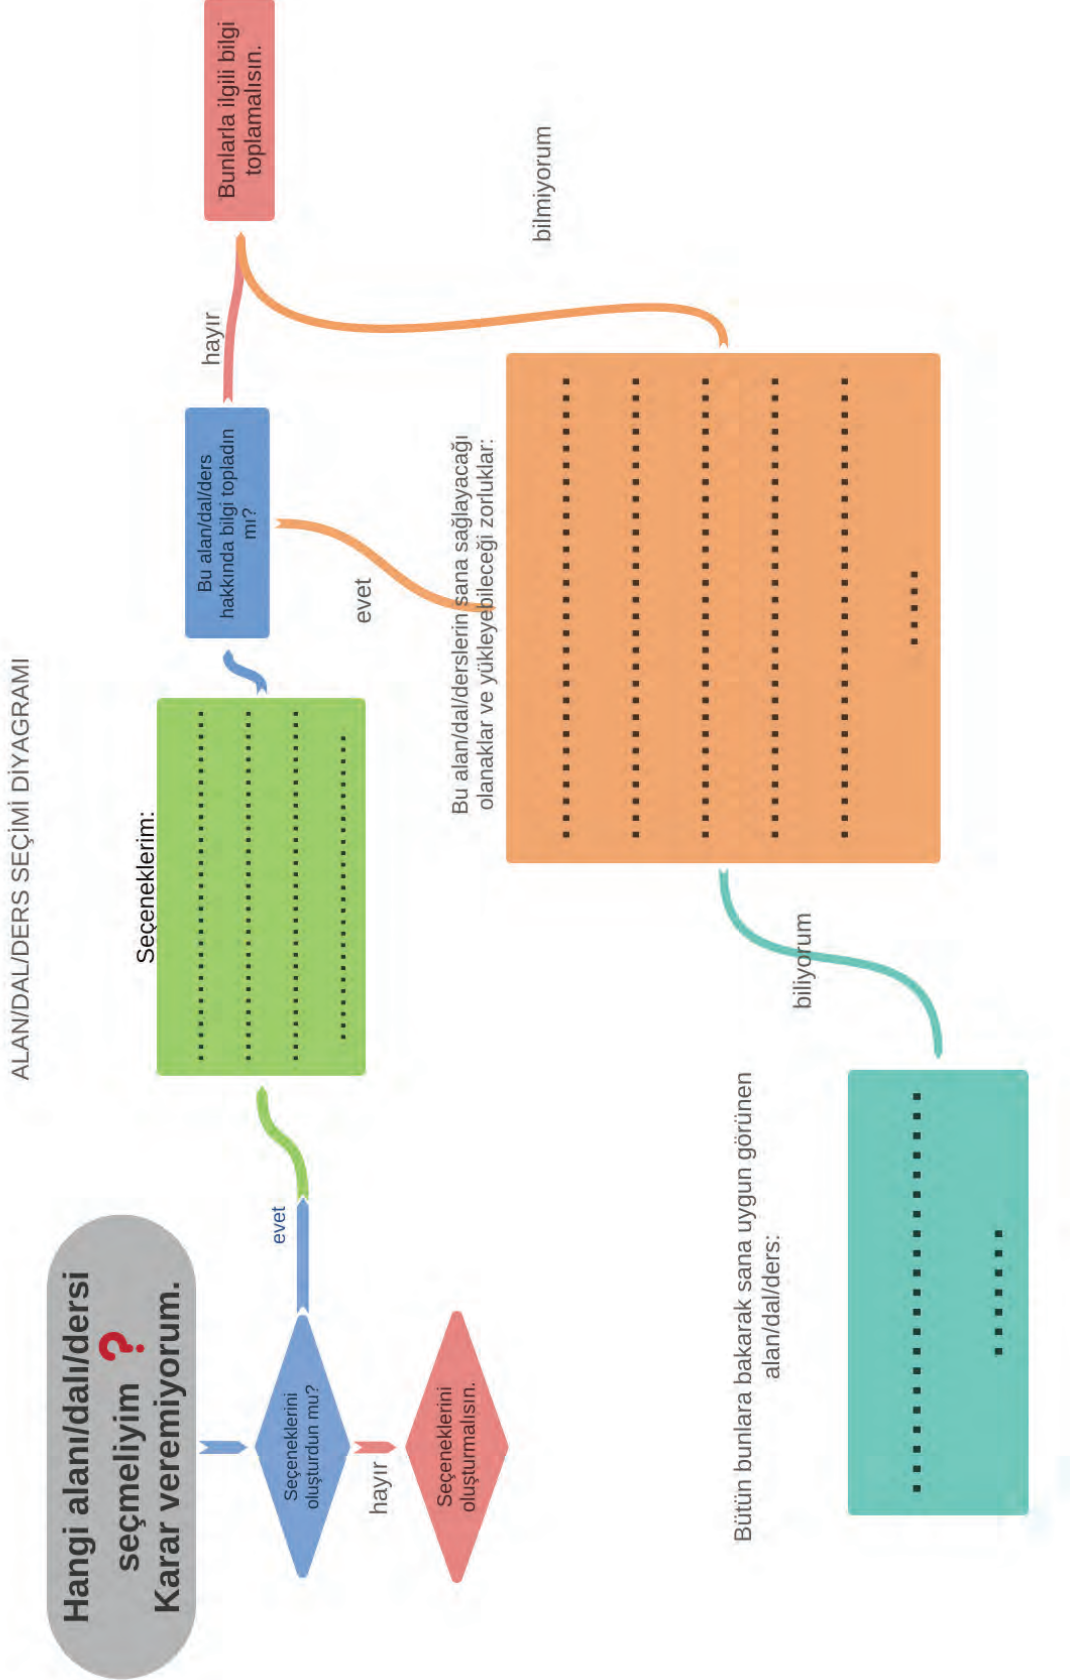 ALAN/DAL/DERS SEÇİMİ DİYAGRAMI
Hangi alanı/dalı/dersi
seçmeliyim ?
Karar veremiyorum.
Seçeneklerini
oluşturdun mu?
evet
hayır
Seçeneklerini
oluşturmalısın.
Seçeneklerim:
Bu alan/dal/ders
hakkında bilgi topladın
mı?
hayır
Bunlarla ilgili bilgi
toplamalısın.
evet
Bu alan/dal/derslerin sana sağlayacağı
olanaklar ve yükleyebileceği zorluklar:
bilmiyorum
biliyorum
Bütün bunlara bakarak sana uygun görünen
alan/dal/ders: